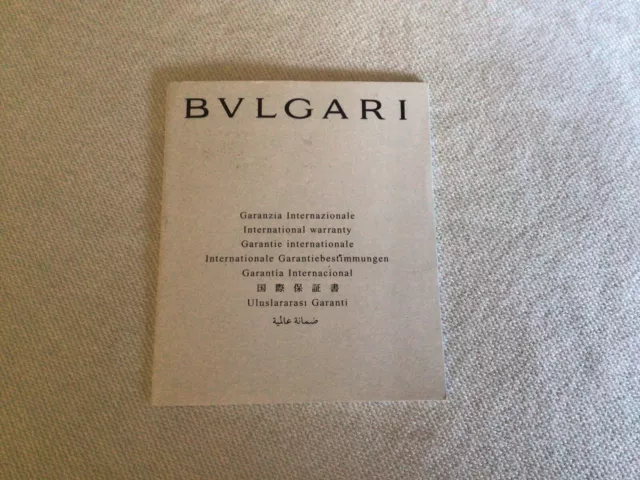 BVLGARI
Garanzia Internazionale
International warranty
Garantie internationale
Internationale Garantiebestimmungen
Garantia Internacional
国際保証書
Uluslararası Garanti
ضمانة عالمية